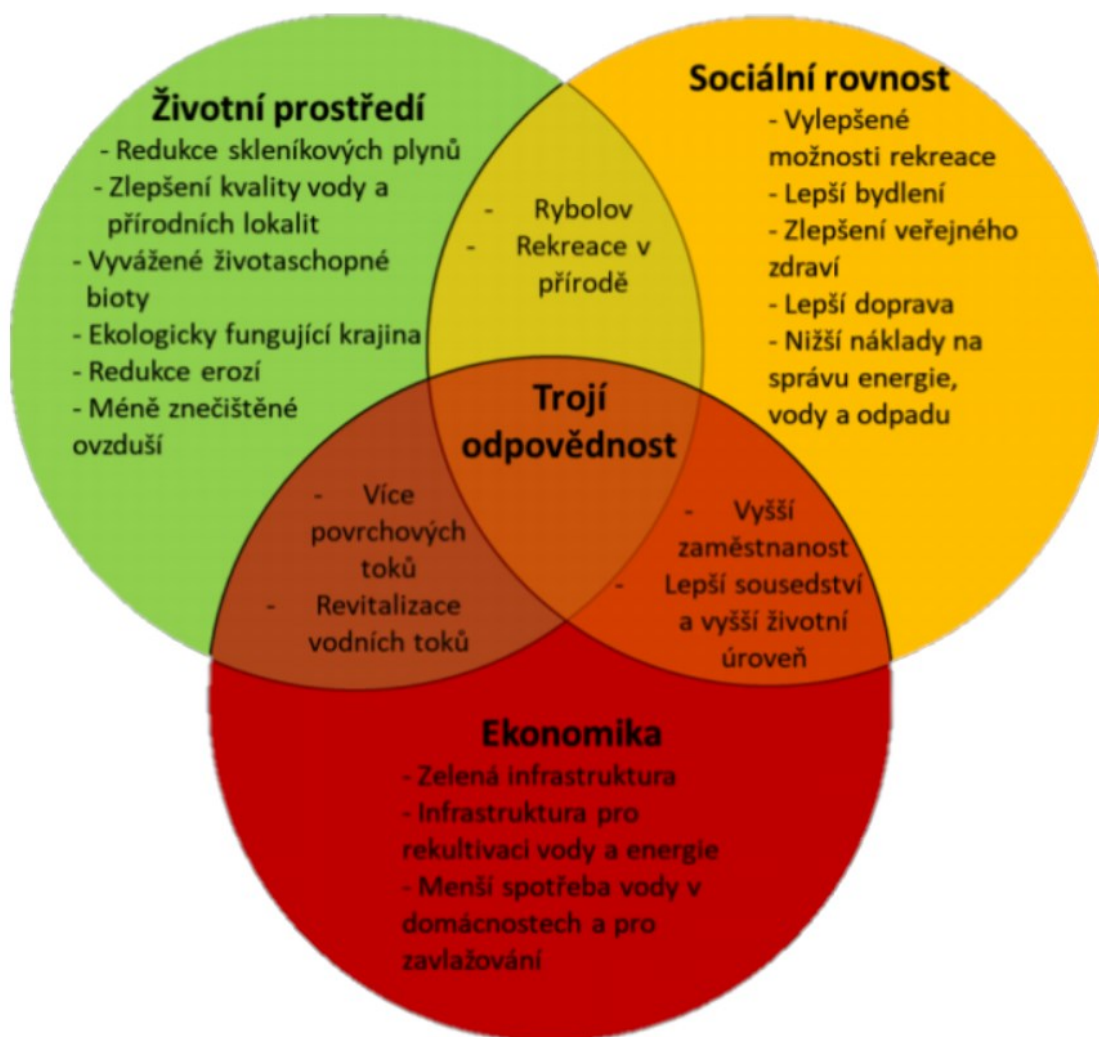 Životní prostředí
- Redukce skleníkových plynů
- Zlepšení kvality vody a
přírodních lokalit
- Vyvážené životaschopné
bioty
- Ekologicky fungující krajina
- Redukce erozí
- Méně znečištěné
ovzduší
Sociální rovnost
- Vylepšené
možnosti rekreace
- Lepší bydlení
- Zlepšení veřejného
zdraví
- Lepší doprava
- Nižší náklady na
správu energie,
vody a odpadu
- Rybolov
- Rekreace v
přírodě
Trojí
odpovědnost
- Více
povrchových
toků
- Revitalizace
vodních toků
- Vyšší
zaměstnanost
- Lepší sousedství
a vyšší životní
úroveň
Ekonomika
- Zelená infrastruktura
- Infrastruktura pro
rekultivaci vody a energie
- Menší spotřeba vody v
domácnostech a pro
zavlažování